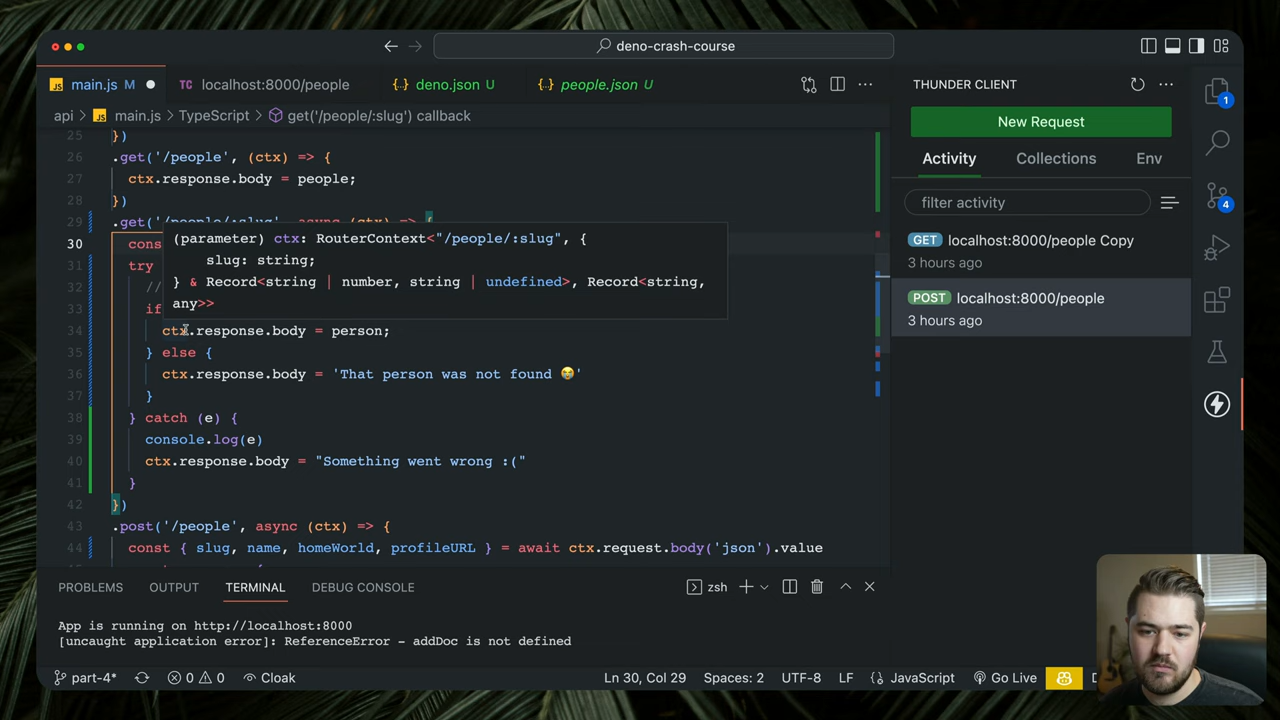 deno-crash-course
main.js M
TC localhost:8000/people
{..} deno.json U
{..} people.json U
THUNDER CLIENT
api > JS main.js > TypeScript > get('/people/:slug') callback
New Request
Activity Collections Env
filter activity
GET localhost:8000/people Copy
3 hours ago
POST localhost:8000/people
3 hours ago
1
4
25 })
26 .get('/people', (ctx) => {
27 ctx.response.body = people;
28 })
29 .get('/people/:slug', async (ctx) => {
(parameter) ctx: RouterContext<"/people/:slug", {
slug: string;
} & Record<string | number, string | undefined>, Record<string,
any>>
30 cons
31 try
32 //
33 if
34 ctx.response.body = person;
35 } else {
36 ctx.response.body = 'That person was not found 😭'
37 }
38 } catch (e) {
39 console.log(e)
40 ctx.response.body = "Something went wrong :("
41 }
42 })
43 .post('/people', async (ctx) => {
44 const { slug, name, homeWorld, profileURL } = await ctx.request.body('json').value
PROBLEMS OUTPUT TERMINAL DEBUG CONSOLE
zsh
App is running on http://localhost:8000
[uncaught application error]: ReferenceError - addDoc is not defined
part-4* 0 0 Cloak
Ln 30, Col 29 Spaces: 2 UTF-8 LF JavaScript Go Live